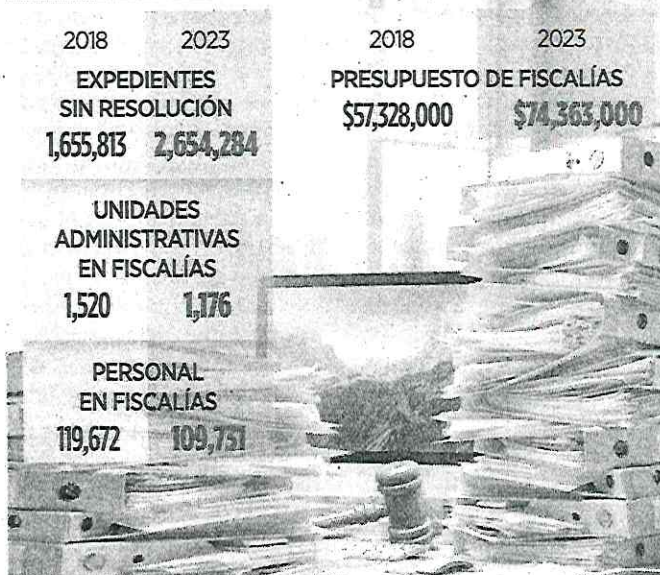 2018 2023
EXPEDIENTES
SIN RESOLUCIÓN
1,655,813 2,654,284
UNIDADES
ADMINISTRATIVAS
EN FISCALÍAS
1,520 1,176
PERSONAL
EN FISCALÍAS
119,672 109,751
2018 2023
PRESUPUESTO DE FISCALÍAS
$57,328,000 $74,363,000